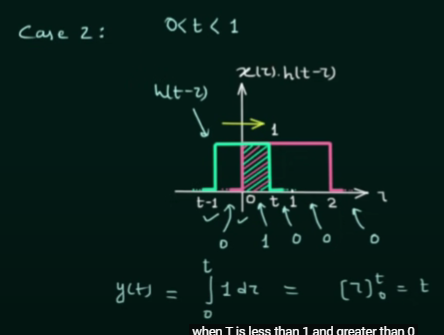 Case 2: 0<t<1
x(τ).h(t-τ)
h(t-τ)
1
t-1 0 t 1 2 τ
0 1 0 0 0
y(t) = ∫₀ᵗ 1 dτ = [τ]₀ᵗ = t
when T is less than 1 and greater than 0